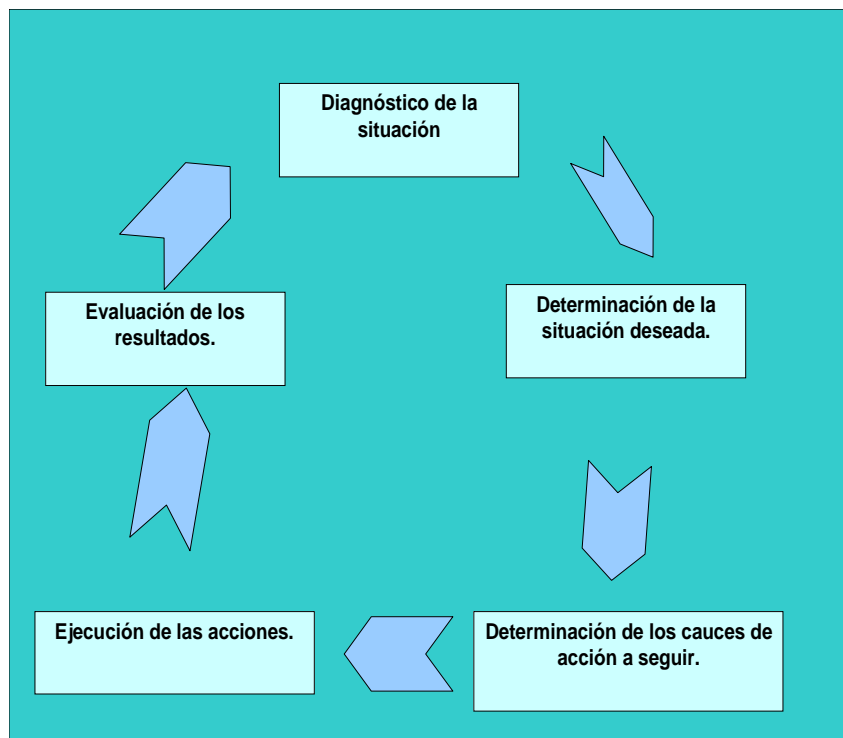 Diagnóstico de la
situación
Determinación de la
situación deseada.
Determinación de los cauces de
acción a seguir.
Ejecución de las acciones.
Evaluación de los
resultados.